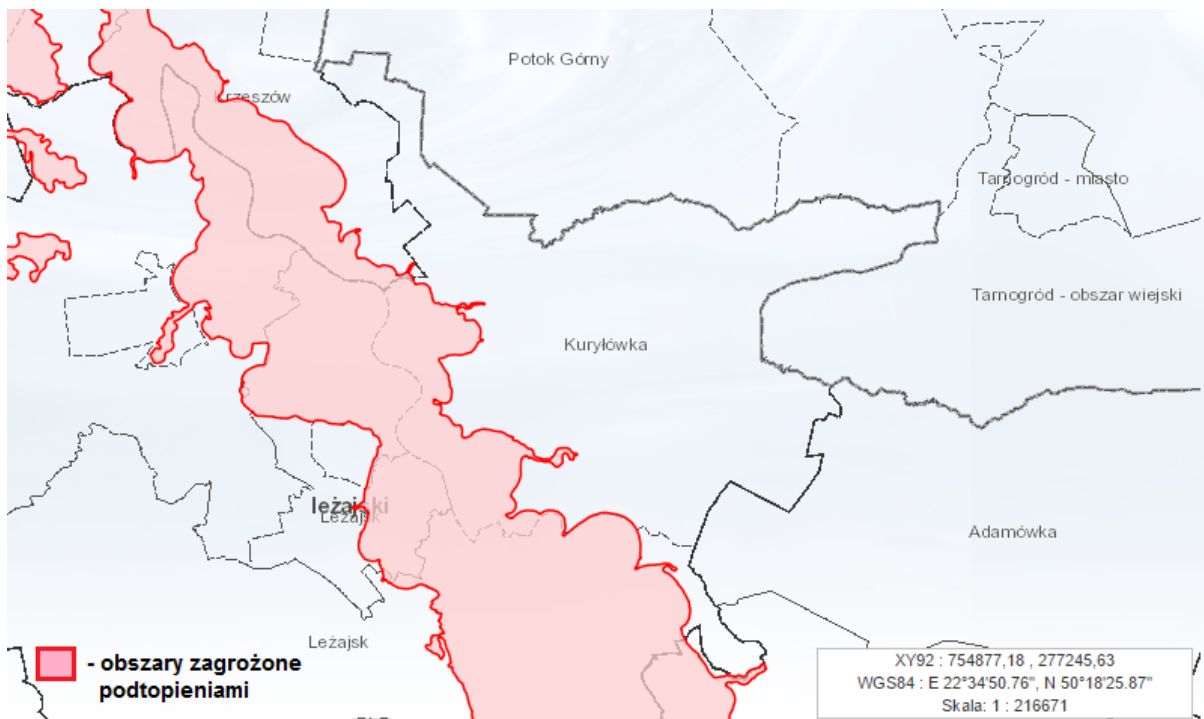 Potok Górny
Krzeszów
Tarnogród - miasto
Tarnogród - obszar wiejski
Kuryłówka
leżajski
Leżajsk
Adamówka
Leżajsk
- obszary zagrożone
podtopieniami
XY92 : 754877,18 , 277245,63
WGS84 : E 22°34'50.76", N 50°18'25.87"
Skala: 1 : 216671